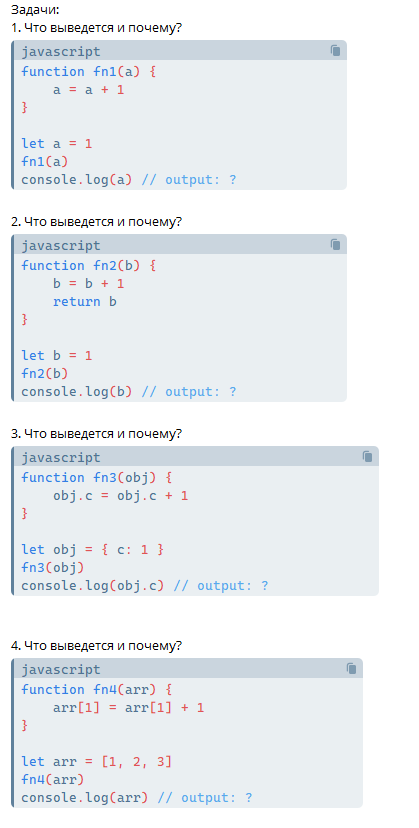 Задачи:
1. Что выведется и почему?
javascript
function fn1(a) {
    a = a + 1
}
let a = 1
fn1(a)
console.log(a) // output: ?
2. Что выведется и почему?
javascript
function fn2(b) {
    b = b + 1
    return b
}
let b = 1
fn2(b)
console.log(b) // output: ?
3. Что выведется и почему?
javascript
function fn3(obj) {
    obj.c = obj.c + 1
}
let obj = { c: 1 }
fn3(obj)
console.log(obj.c) // output: ?
4. Что выведется и почему?
javascript
function fn4(arr) {
    arr[1] = arr[1] + 1
}
let arr = [1, 2, 3]
fn4(arr)
console.log(arr) // output: ?